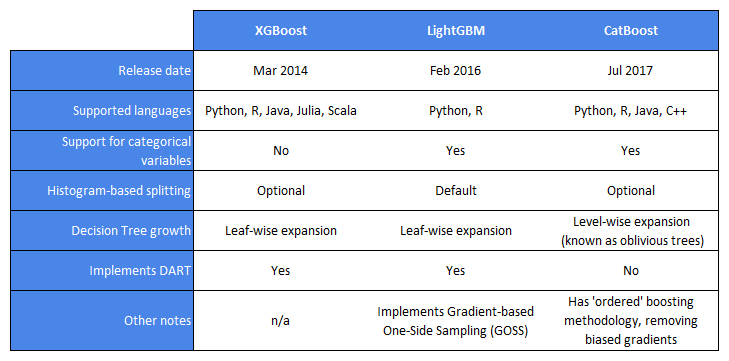 XGBoost LightGBM CatBoost
Release date Mar 2014 Feb 2016 Jul 2017
Supported languages Python, R, Java, Julia, Scala Python, R Python, R, Java, C++
Support for categorical
variables No Yes Yes
Histogram-based splitting Optional Default Optional
Decision Tree growth Leaf-wise expansion Leaf-wise expansion Level-wise expansion
(known as oblivious trees)
Implements DART Yes Yes No
Other notes n/a Implements Gradient-based
One-Side Sampling (GOSS) Has 'ordered' boosting
methodology, removing
biased gradients